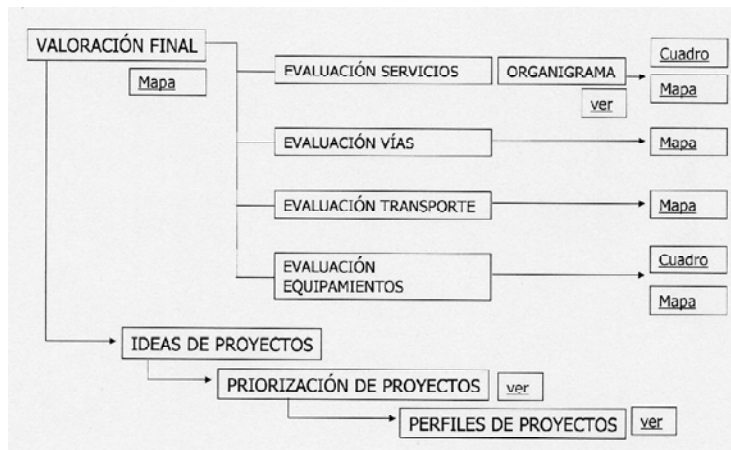 VALORACIÓN FINAL
Mapa
EVALUACIÓN SERVICIOS
ORGANIGRAMA
ver
Cuadro
Mapa
EVALUACIÓN VÍAS
Mapa
EVALUACIÓN TRANSPORTE
Mapa
EVALUACIÓN
EQUIPAMIENTOS
Cuadro
Mapa
IDEAS DE PROYECTOS
PRIORIZACIÓN DE PROYECTOS
ver
PERFILES DE PROYECTOS
ver